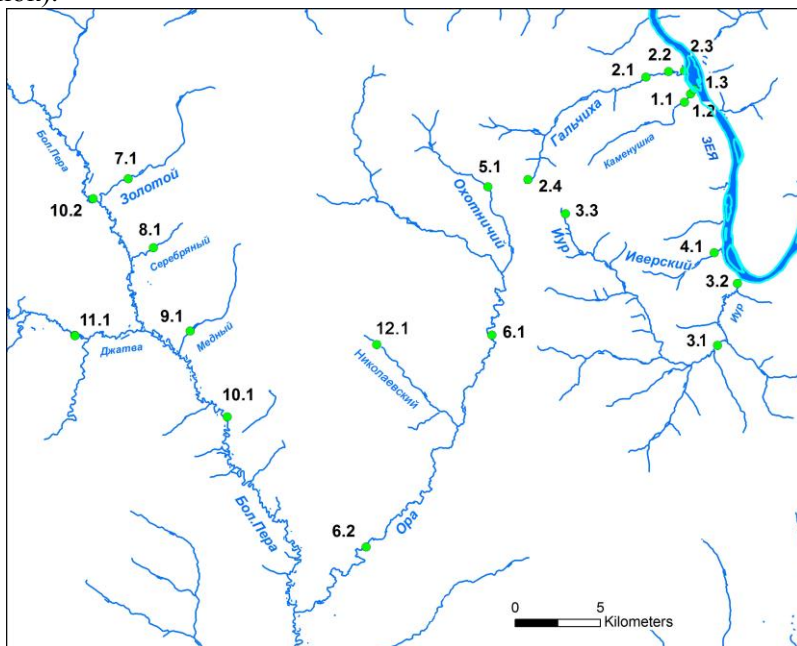 нок).
2.3
2.2
2.1
1.3
1.1
1.2
Гальчиха
Каменушка
ЗЕЯ
Бол.Пера
7.1
Золотой
10.2
5.1
Охотничий
2.4
3.3
Иур
8.1
Серебряный
Иверский
4.1
3.2
Иур
11.1
Джатва
9.1
Медный
12.1
Николаевский
6.1
3.1
10.1
Бол.Пера
6.2
Ора
0 5
Kilometers